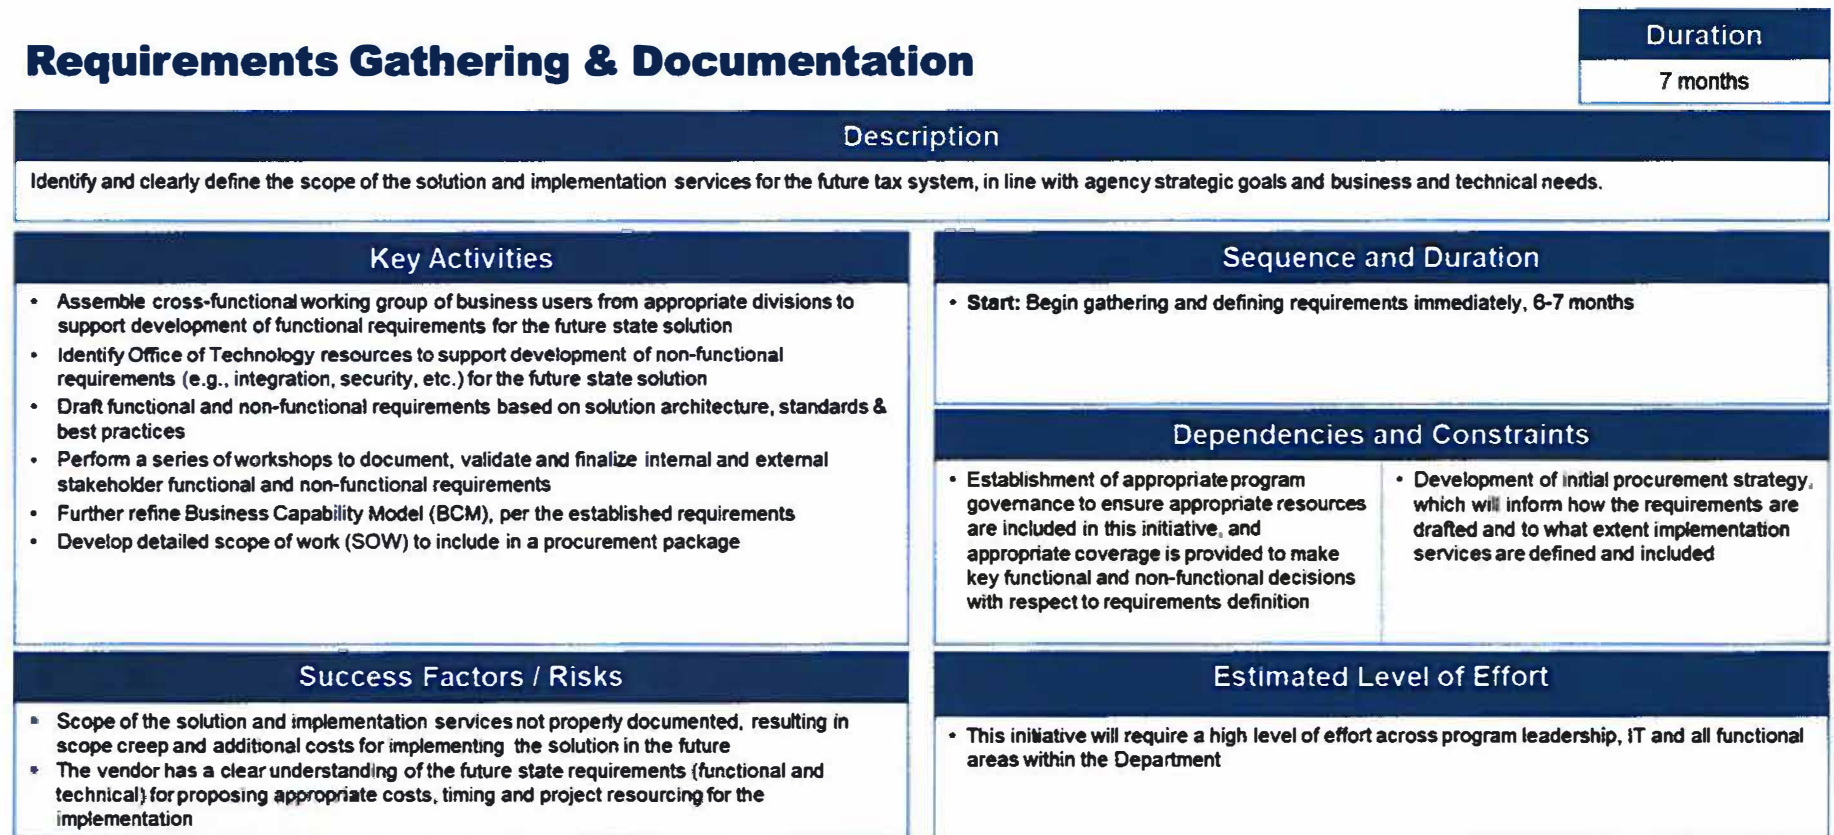 Requirements Gathering & Documentation
Duration
7 months
Description
Identify and clearly define the scope of the solution and implementation services for the future tax system, in line with agency strategic goals and business and technical needs.
Key Activities
• Assemble cross-functional working group of business users from appropriate divisions to
support development of functional requirements for the future state solution
• Identify Office of Technology resources to support development of non-functional
requirements (e.g., integration, security, etc.) for the future state solution
• Draft functional and non-functional requirements based on solution architecture, standards &
best practices
• Perform a series of workshops to document, validate and finalize internal and external
stakeholder functional and non-functional requirements
• Further refine Business Capability Model (BCM), per the established requirements
• Develop detailed scope of work (SOW) to include in a procurement package
Sequence and Duration
• Start: Begin gathering and defining requirements immediately, 6-7 months
Dependencies and Constraints
• Establishment of appropriate program
governance to ensure appropriate resources
are included in this initiative, and
appropriate coverage is provided to make
key functional and non-functional decisions
with respect to requirements definition
• Development of initial procurement strategy,
which will inform how the requirements are
drafted and to what extent implementation
services are defined and included
Success Factors / Risks
• Scope of the solution and implementation services not properly documented, resulting in
scope creep and additional costs for implementing the solution in the future
• The vendor has a clear understanding of the future state requirements (functional and
technical) for proposing appropriate costs, timing and project resourcing for the
implementation
Estimated Level of Effort
• This initiative will require a high level of effort across program leadership, IT and all functional
areas within the Department